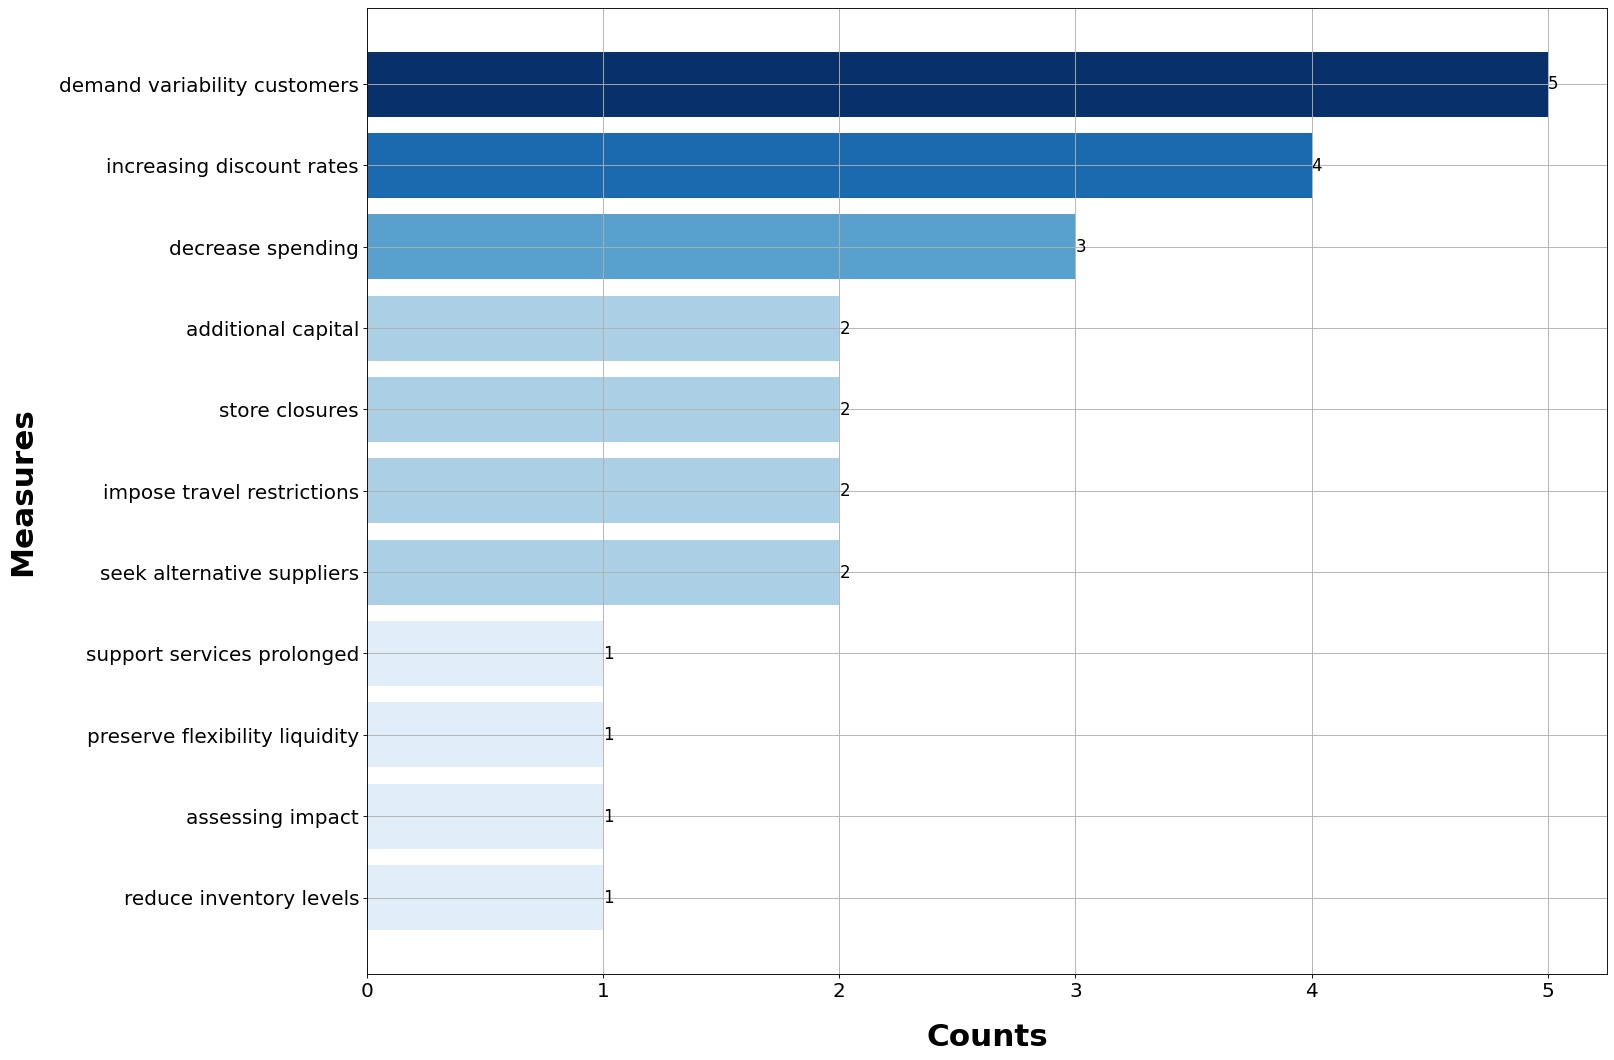 Measures
demand variability customers 5
increasing discount rates 4
decrease spending 3
additional capital 2
store closures 2
impose travel restrictions 2
seek alternative suppliers 2
support services prolonged 1
preserve flexibility liquidity 1
assessing impact 1
reduce inventory levels 1
0 1 2 3 4 5
Counts